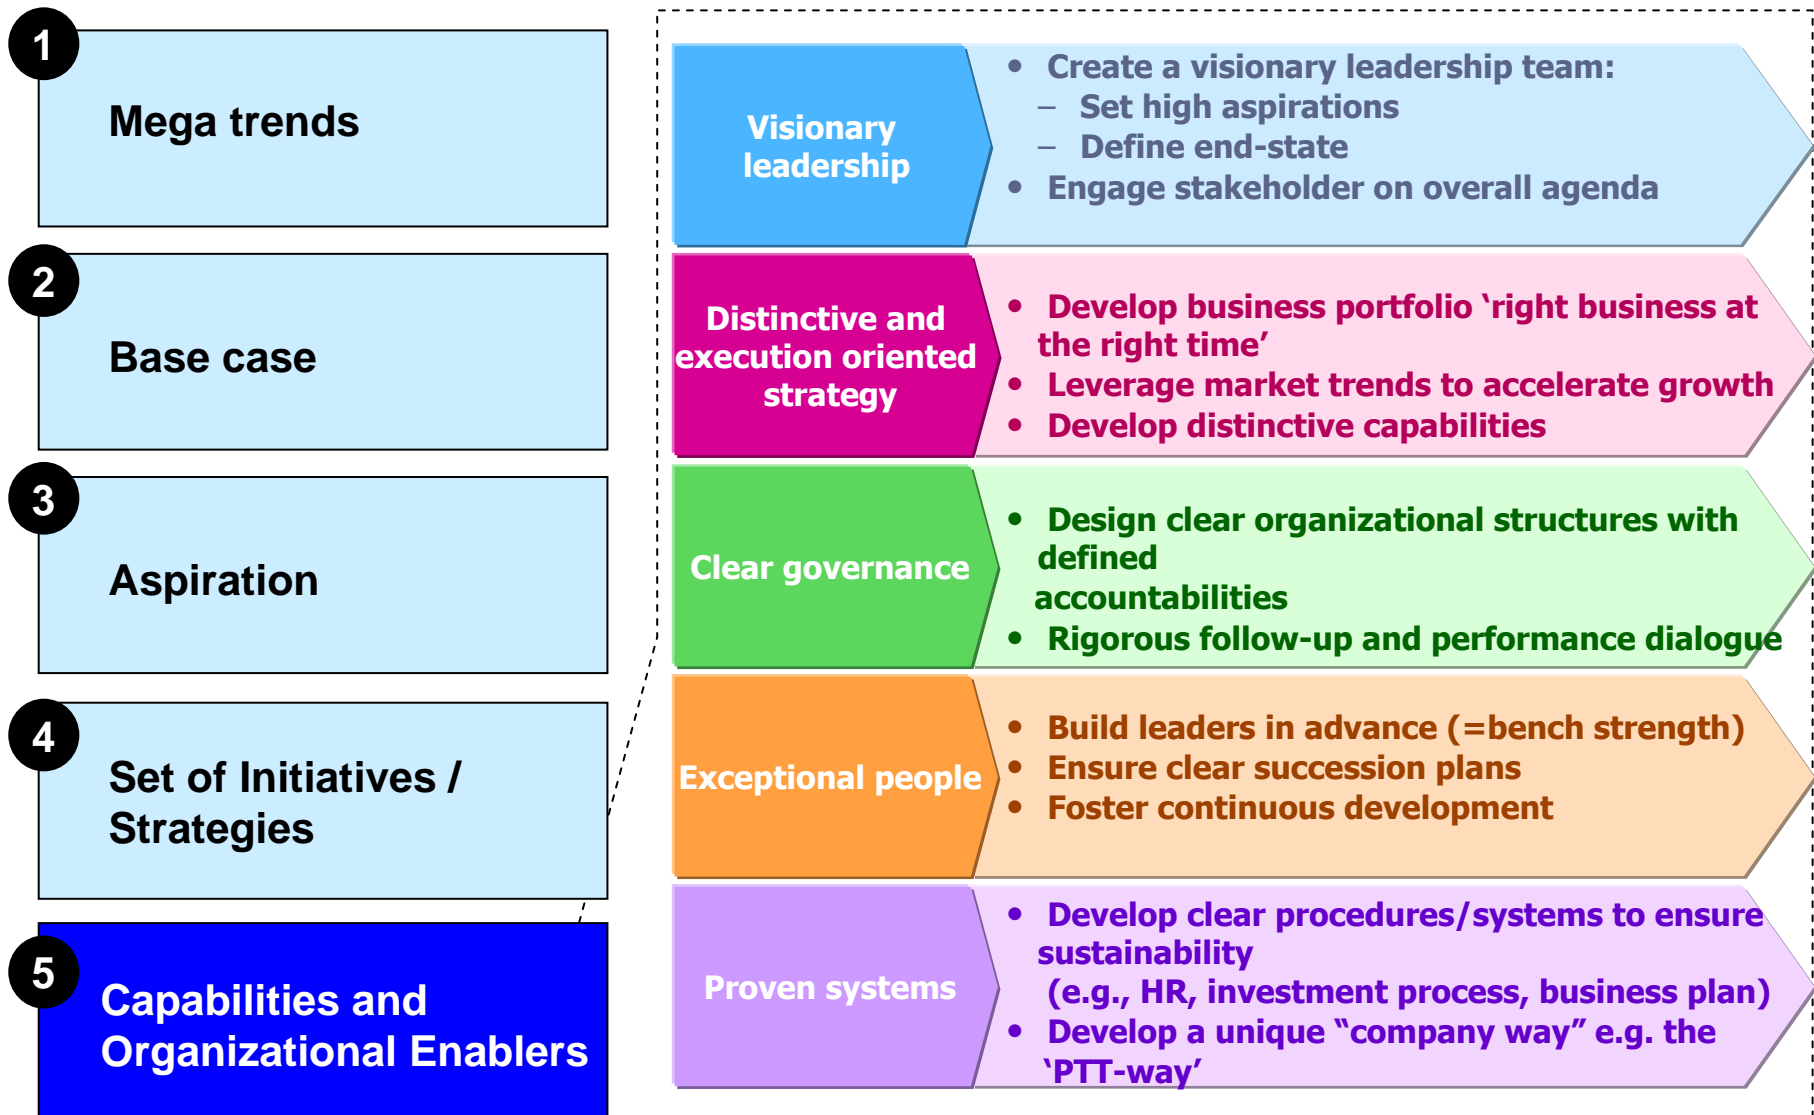 1
Mega trends
2
Base case
3
Aspiration
4
Set of Initiatives /
Strategies
5
Capabilities and
Organizational Enablers
Visionary
leadership
• Create a visionary leadership team:
– Set high aspirations
– Define end-state
• Engage stakeholder on overall agenda
Distinctive and
execution oriented
strategy
• Develop business portfolio ‘right business at
the right time’
• Leverage market trends to accelerate growth
• Develop distinctive capabilities
Clear governance
• Design clear organizational structures with
defined
accountabilities
• Rigorous follow-up and performance dialogue
Exceptional people
• Build leaders in advance (=bench strength)
• Ensure clear succession plans
• Foster continuous development
Proven systems
• Develop clear procedures/systems to ensure
sustainability
(e.g., HR, investment process, business plan)
• Develop a unique “company way” e.g. the
‘PTT-way’